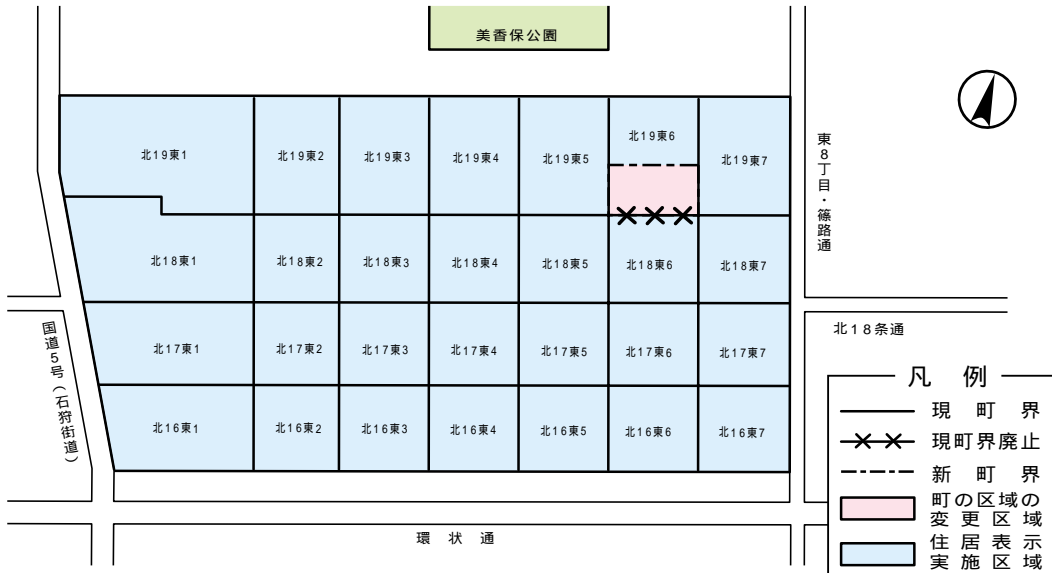 美香保公園
北19東1
北19東2
北19東3
北19東4
北19東5
北19東6
北19東7
北18東1
北18東2
北18東3
北18東4
北18東5
北18東6
北18東7
北17東1
北17東2
北17東3
北17東4
北17東5
北17東6
北17東7
北16東1
北16東2
北16東3
北16東4
北16東5
北16東6
北16東7
東8丁目・篠路通
北18条通
国道5号(石狩街道)
環状通
凡例
現町界
現町界廃止
新町界
町の区域の
変更区域
住居表示
実施区域